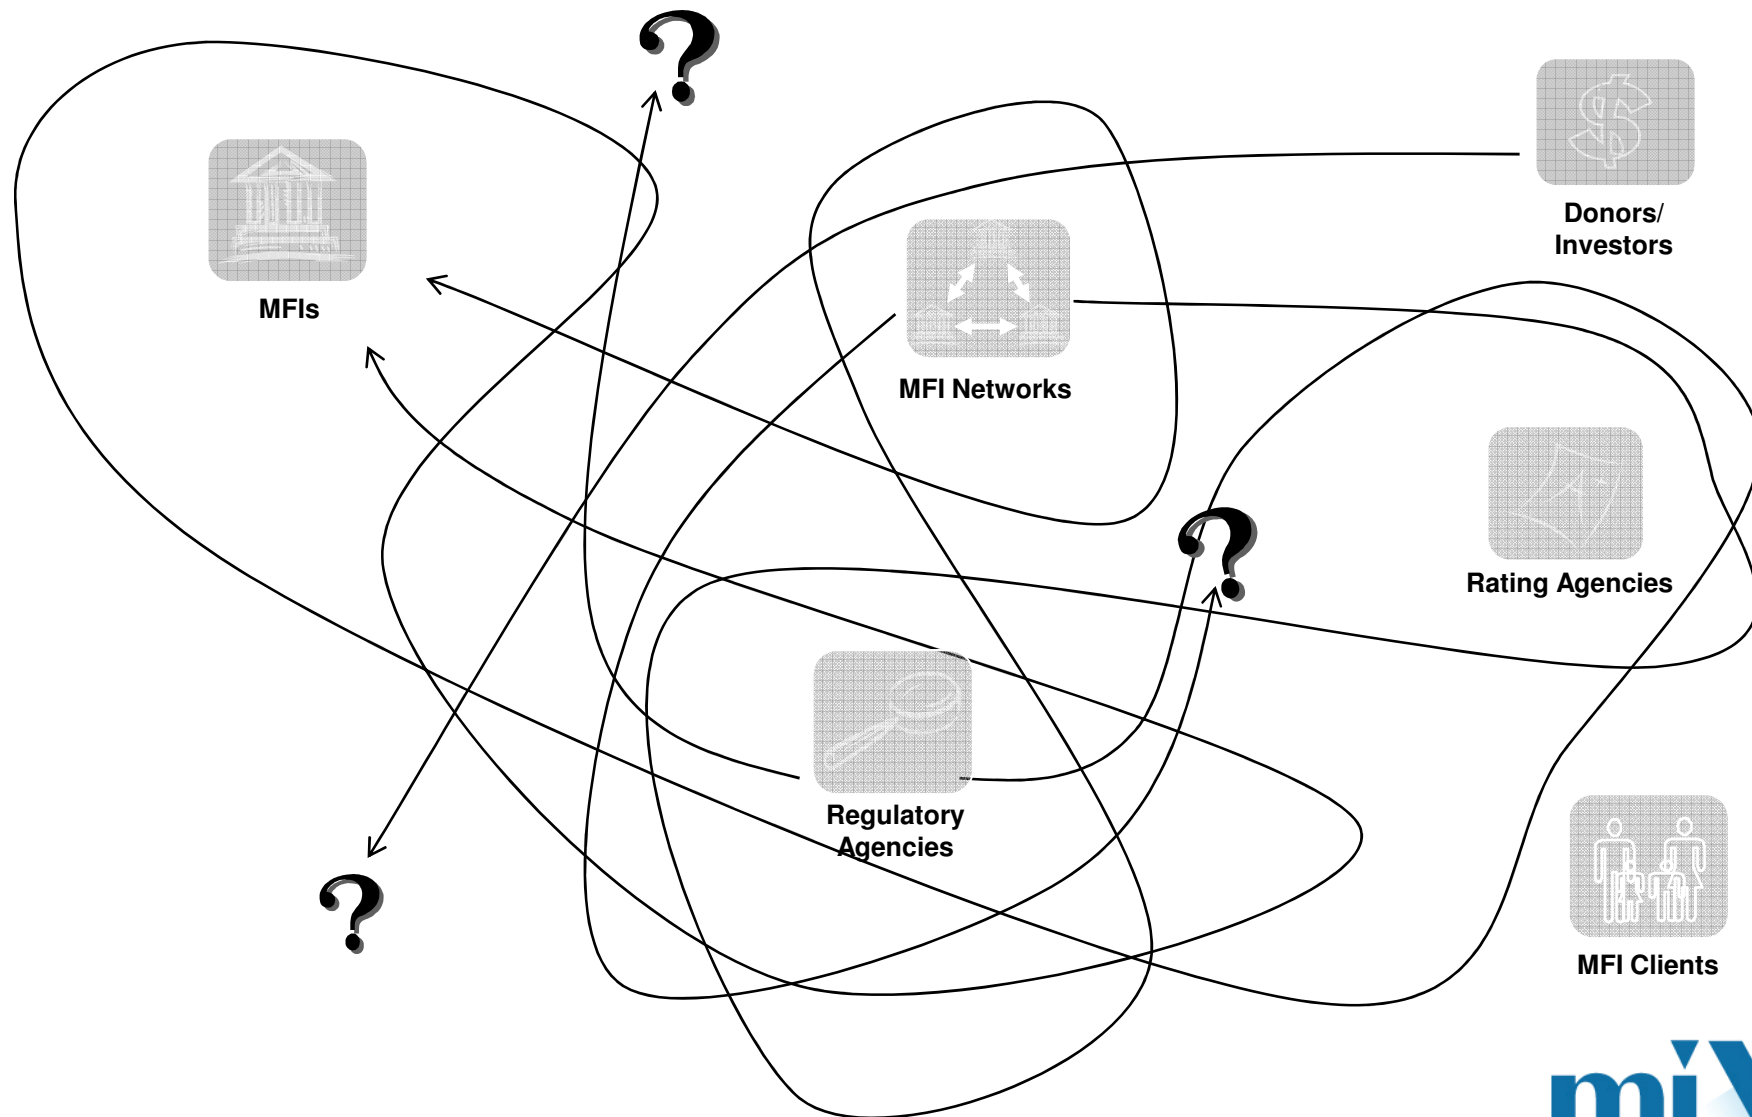 ?
Donors/
Investors
MFIs
MFI Networks
?
Rating Agencies
Regulatory
Agencies
?
MFI Clients
mi